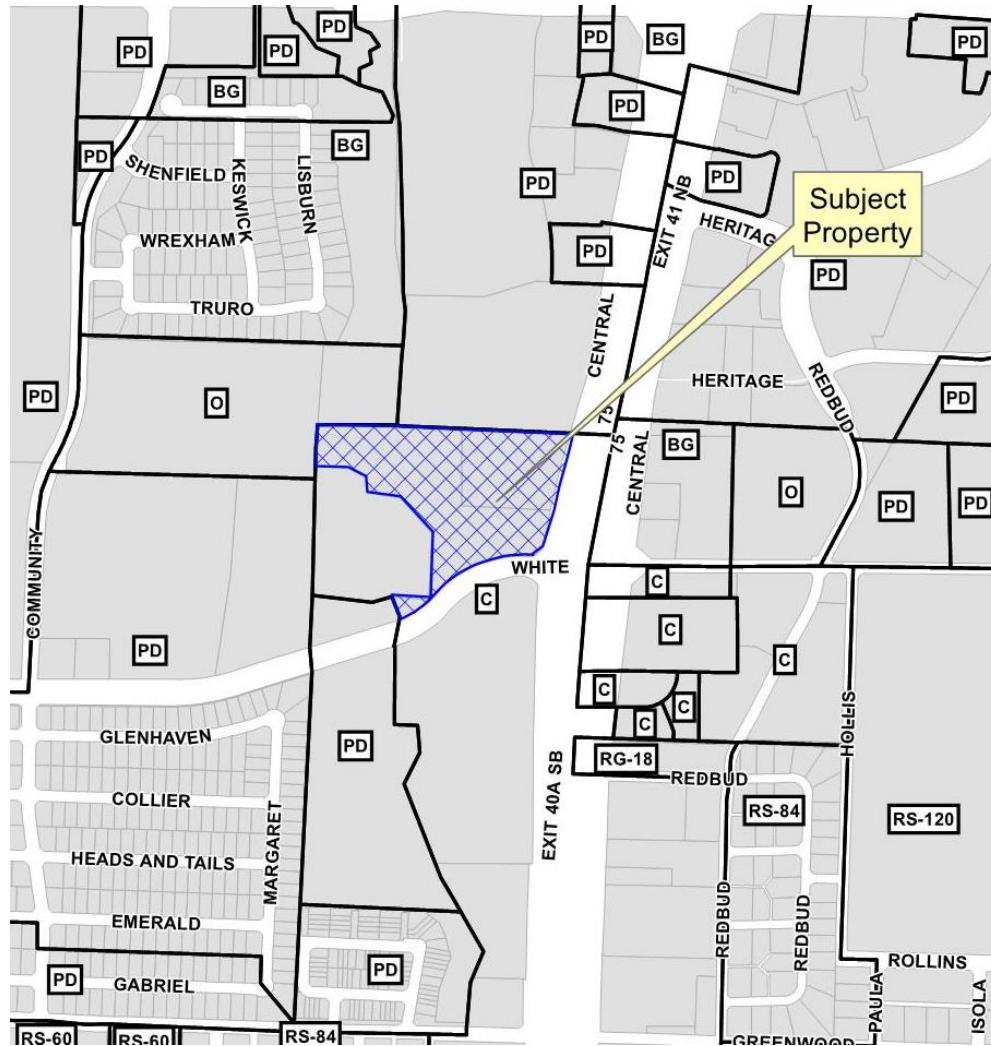 PD
PD
PD
PD
BG
PD
BG
PD
BG
PD
SHENFIELD
KESWICK
LISBURN
PD
PD
EXIT 41 NB
HERITAG
Subject
Property
WREXHAM
PD
PD
TRURO
CENTRAL
75
HERITAGE
REDBUD
PD
PD
O
75
CENTRAL
BG
O
PD
PD
COMMUNITY
WHITE
C
C
C
C
PD
C
C
C
HOLLIS
GLENHAVEN
PD
RG-18
REDBUD
COLLIER
MARGARET
EXIT 40A SB
RS-84
RS-120
HEADS AND TAILS
EMERALD
REDBUD
REDBUD
PD
GABRIEL
PD
ROLLINS
PAULA
ISOLA
RS-60
RS-60
RS-84
GREENWOOD